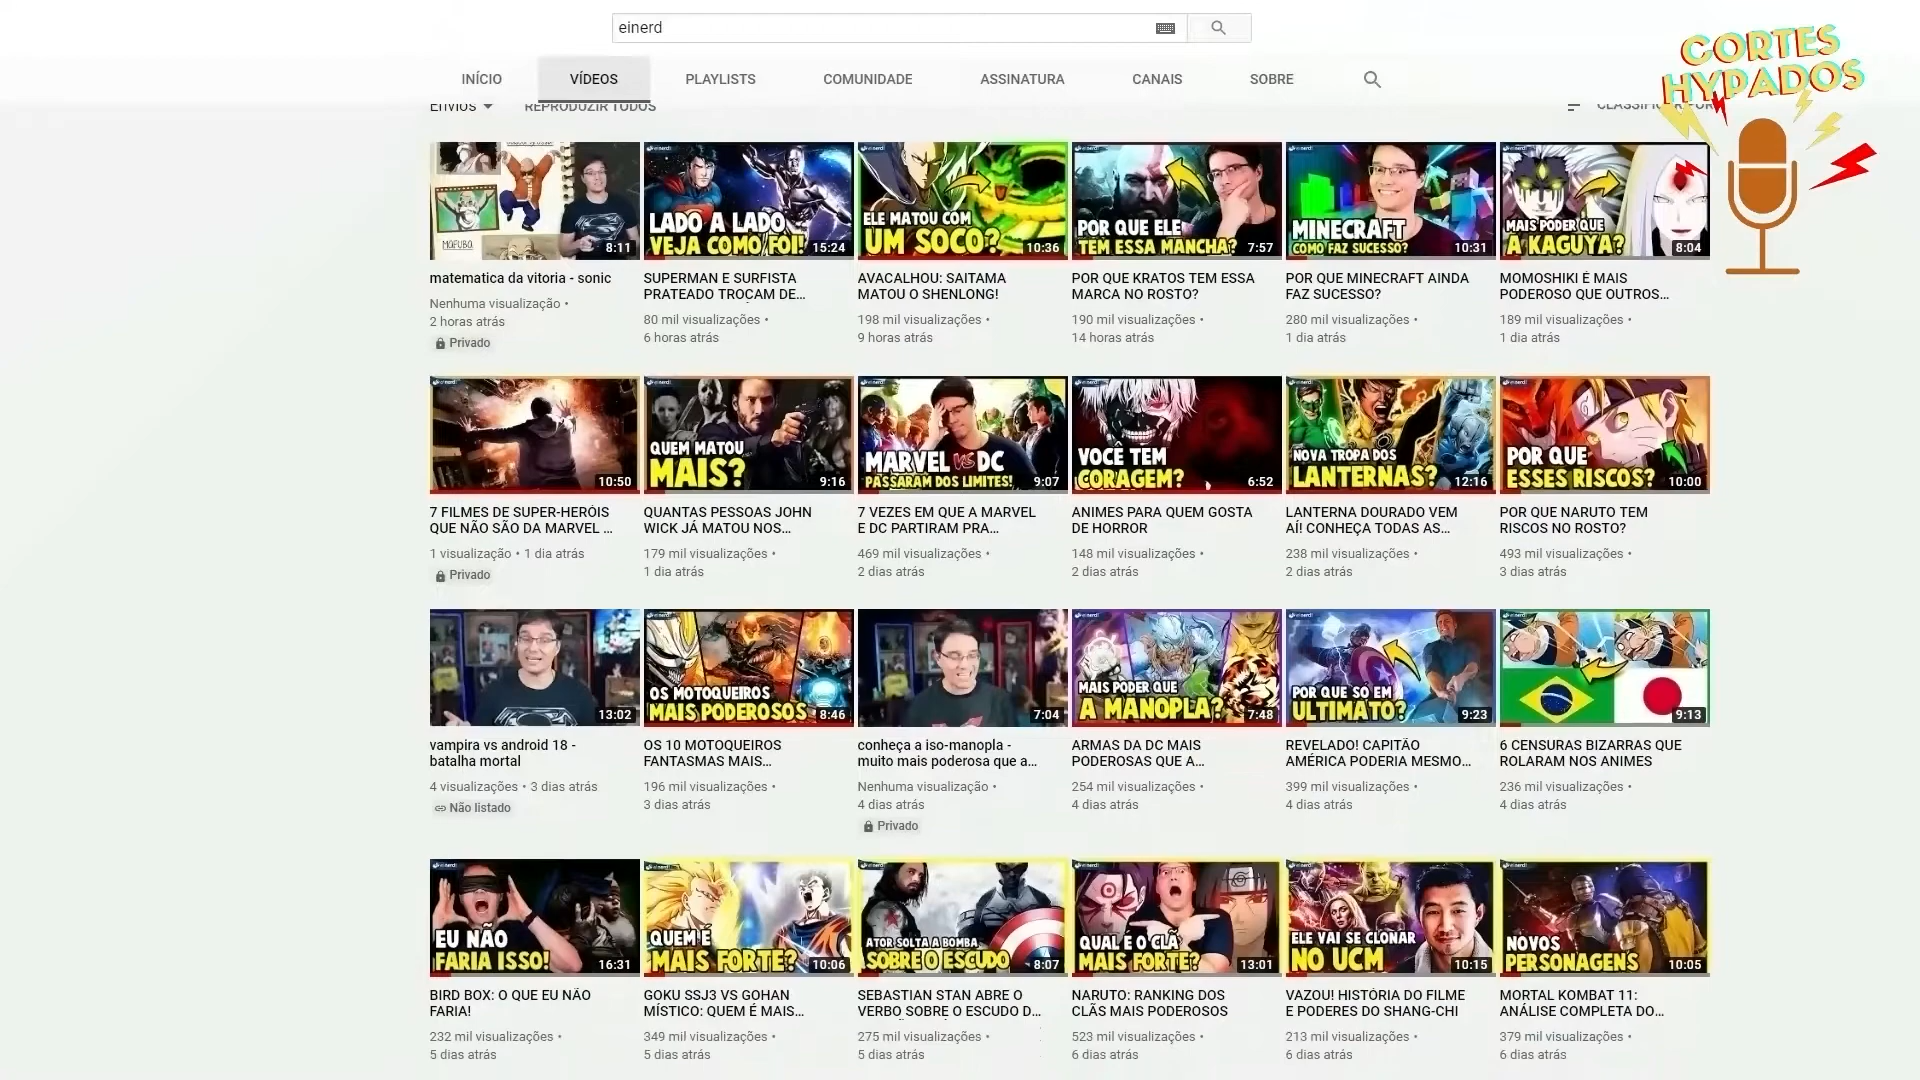 einerd
CORTES
HYPADOS
INÍCIO VÍDEOS PLAYLISTS COMUNIDADE ASSINATURA CANAIS SOBRE
Envios REPRODUZIR TODOS
MAFUBA
8:11
LADO A LADO
VEJA COMO FOI!
15:24
ELE MATOU COM
UM SOCO?
10:36
POR QUE ELE
TEM ESSA MANCHA?
7:57
MINECRAFT
COMO FAZ SUCESSO?
10:31
MAIS PODER QUE
A KAGUYA?
8:04
matematica da vitoria - sonic
Nenhuma visualização •
2 horas atrás
Privado
SUPERMAN E SURFISTA
PRATEADO TROCAM DE...
80 mil visualizações •
6 horas atrás
AVACALHOU: SAITAMA
MATOU O SHENLONG!
198 mil visualizações •
9 horas atrás
POR QUE KRATOS TEM ESSA
MARCA NO ROSTO?
190 mil visualizações •
14 horas atrás
POR QUE MINECRAFT AINDA
FAZ SUCESSO?
280 mil visualizações •
1 dia atrás
MOMOSHIKI É MAIS
PODEROSO QUE OUTROS...
189 mil visualizações •
1 dia atrás
10:50
QUEM MATOU
MAIS?
9:16
MARVEL VS DC
PASSARAM DOS LIMITES!
9:07
VOCÊ TEM
CORAGEM?
6:52
NOVA TROPA DOS
LANTERNAS?
12:16
POR QUE
ESSES RISCOS?
10:00
7 FILMES DE SUPER-HERÓIS
QUE NÃO SÃO DA MARVEL ...
1 visualização • 1 dia atrás
Privado
QUANTAS PESSOAS JOHN
WICK JÁ MATOU NOS...
179 mil visualizações •
1 dia atrás
7 VEZES EM QUE A MARVEL
E DC PARTIRAM PRA...
469 mil visualizações •
2 dias atrás
ANIMES PARA QUEM GOSTA
DE HORROR
148 mil visualizações •
2 dias atrás
LANTERNA DOURADO VEM
AÍ! CONHEÇA TODAS AS...
238 mil visualizações •
2 dias atrás
POR QUE NARUTO TEM
RISCOS NO ROSTO?
493 mil visualizações •
3 dias atrás
13:02
OS MOTOQUEIROS
MAIS PODEROSOS
8:46
7:04
MAIS PODER QUE
A MANOPLA?
7:48
POR QUE SÓ EM
ULTIMATO?
9:23
9:13
vampira vs android 18 -
batalha mortal
4 visualizações • 3 dias atrás
Não listado
OS 10 MOTOQUEIROS
FANTASMAS MAIS...
196 mil visualizações •
3 dias atrás
conheça a iso-manopla -
muito mais poderosa que a...
Nenhuma visualização •
4 dias atrás
Privado
ARMAS DA DC MAIS
PODEROSAS QUE A...
254 mil visualizações •
4 dias atrás
REVELADO! CAPITÃO
AMÉRICA PODERIA MESMO...
399 mil visualizações •
4 dias atrás
6 CENSURAS BIZARRAS QUE
ROLARAM NOS ANIMES
236 mil visualizações •
4 dias atrás
EU NÃO
FARIA ISSO!
16:31
QUEM É
MAIS FORTE?
10:06
ATOR SOLTA A BOMBA
SOBRE O ESCUDO
8:07
QUAL É O CLÃ
MAIS FORTE?
13:01
ELE VAI SE CLONAR
NO UCM
10:15
NOVOS
PERSONAGENS
10:05
BIRD BOX: O QUE EU NÃO
FARIA!
232 mil visualizações •
5 dias atrás
GOKU SSJ3 VS GOHAN
MÍSTICO: QUEM É MAIS...
349 mil visualizações •
5 dias atrás
SEBASTIAN STAN ABRE O
VERBO SOBRE O ESCUDO D...
275 mil visualizações •
5 dias atrás
NARUTO: RANKING DOS
CLÃS MAIS PODEROSOS
523 mil visualizações •
6 dias atrás
VAZOU! HISTÓRIA DO FILME
E PODERES DO SHANG-CHI
213 mil visualizações •
6 dias atrás
MORTAL KOMBAT 11:
ANÁLISE COMPLETA DO...
379 mil visualizações •
6 dias atrás